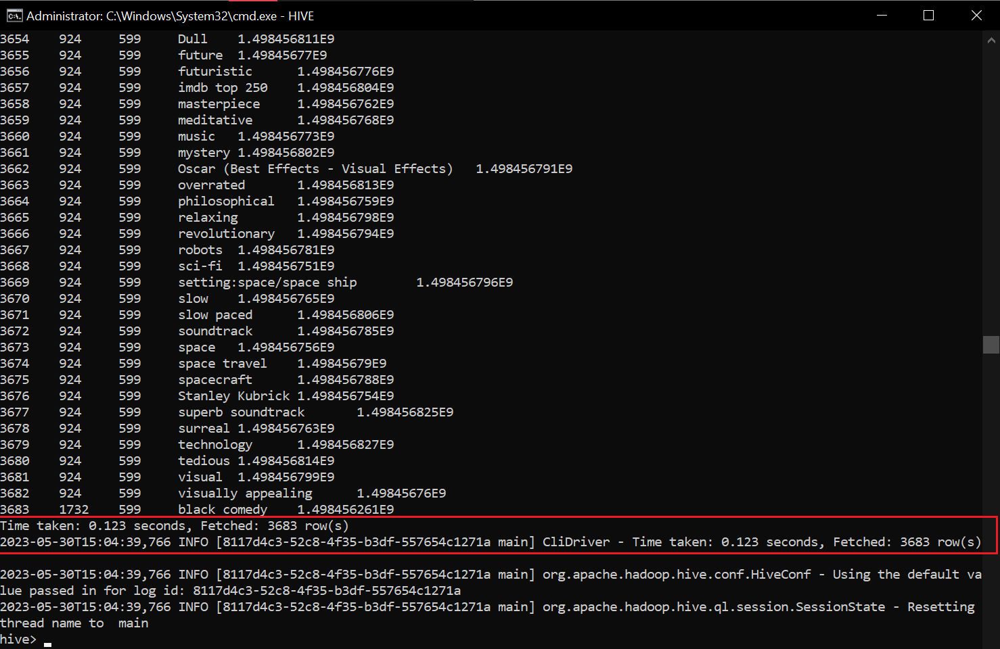 Administrator: C:\Windows\System32\cmd.exe - HIVE
3654 924 599 Dull 1.498456811E9
3655 924 599 future 1.49845677E9
3656 924 599 futuristic 1.498456776E9
3657 924 599 imdb top 250 1.498456804E9
3658 924 599 masterpiece 1.498456762E9
3659 924 599 meditative 1.498456768E9
3660 924 599 music 1.498456773E9
3661 924 599 mystery 1.498456802E9
3662 924 599 Oscar (Best Effects - Visual Effects) 1.498456791E9
3663 924 599 overrated 1.498456813E9
3664 924 599 philosophical 1.498456759E9
3665 924 599 relaxing 1.498456798E9
3666 924 599 revolutionary 1.498456794E9
3667 924 599 robots 1.498456781E9
3668 924 599 sci-fi 1.498456751E9
3669 924 599 setting:space/space ship 1.498456796E9
3670 924 599 slow 1.498456765E9
3671 924 599 slow paced 1.498456806E9
3672 924 599 soundtrack 1.498456785E9
3673 924 599 space 1.498456756E9
3674 924 599 space travel 1.49845679E9
3675 924 599 spacecraft 1.498456788E9
3676 924 599 Stanley Kubrick 1.498456754E9
3677 924 599 superb soundtrack 1.498456825E9
3678 924 599 surreal 1.498456763E9
3679 924 599 technology 1.498456827E9
3680 924 599 tedious 1.498456814E9
3681 924 599 visual 1.498456799E9
3682 924 599 visually appealing 1.49845676E9
3683 1732 599 black comedy 1.498456261E9
Time taken: 0.123 seconds, Fetched: 3683 row(s)
2023-05-30T15:04:39,766 INFO [8117d4c3-52c8-4f35-b3df-557654c1271a main] CliDriver - Time taken: 0.123 seconds, Fetched: 3683 row(s)
2023-05-30T15:04:39,766 INFO [8117d4c3-52c8-4f35-b3df-557654c1271a main] org.apache.hadoop.hive.conf.HiveConf - Using the default va
lue passed in for log id: 8117d4c3-52c8-4f35-b3df-557654c1271a
2023-05-30T15:04:39,766 INFO [8117d4c3-52c8-4f35-b3df-557654c1271a main] org.apache.hadoop.hive.ql.session.SessionState - Resetting
thread name to  main
hive>